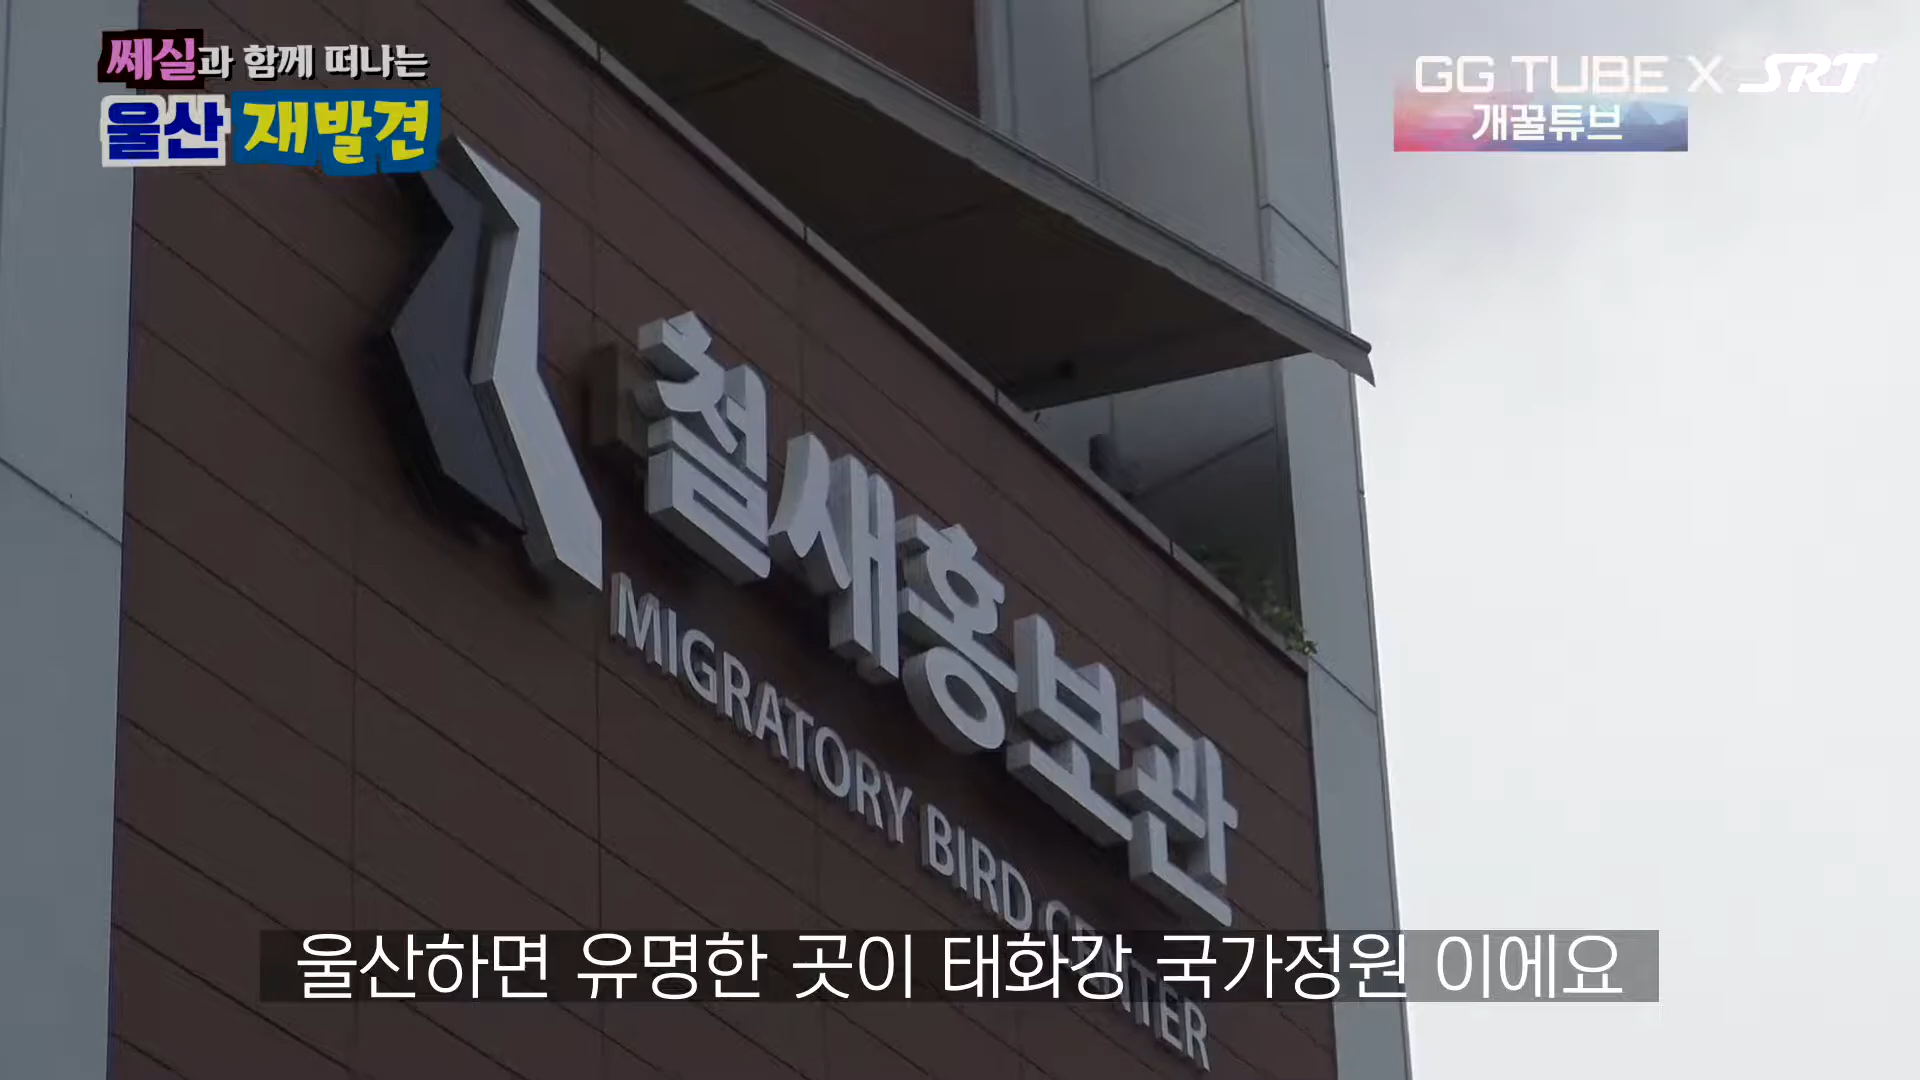 쎄실과 함께 떠나는
울산 재발견
GG TUBE X SRT
개꿀튜브
철새홍보관
MIGRATORY BIRD CENTER
울산하면 유명한 곳이 태화강 국가정원 이에요